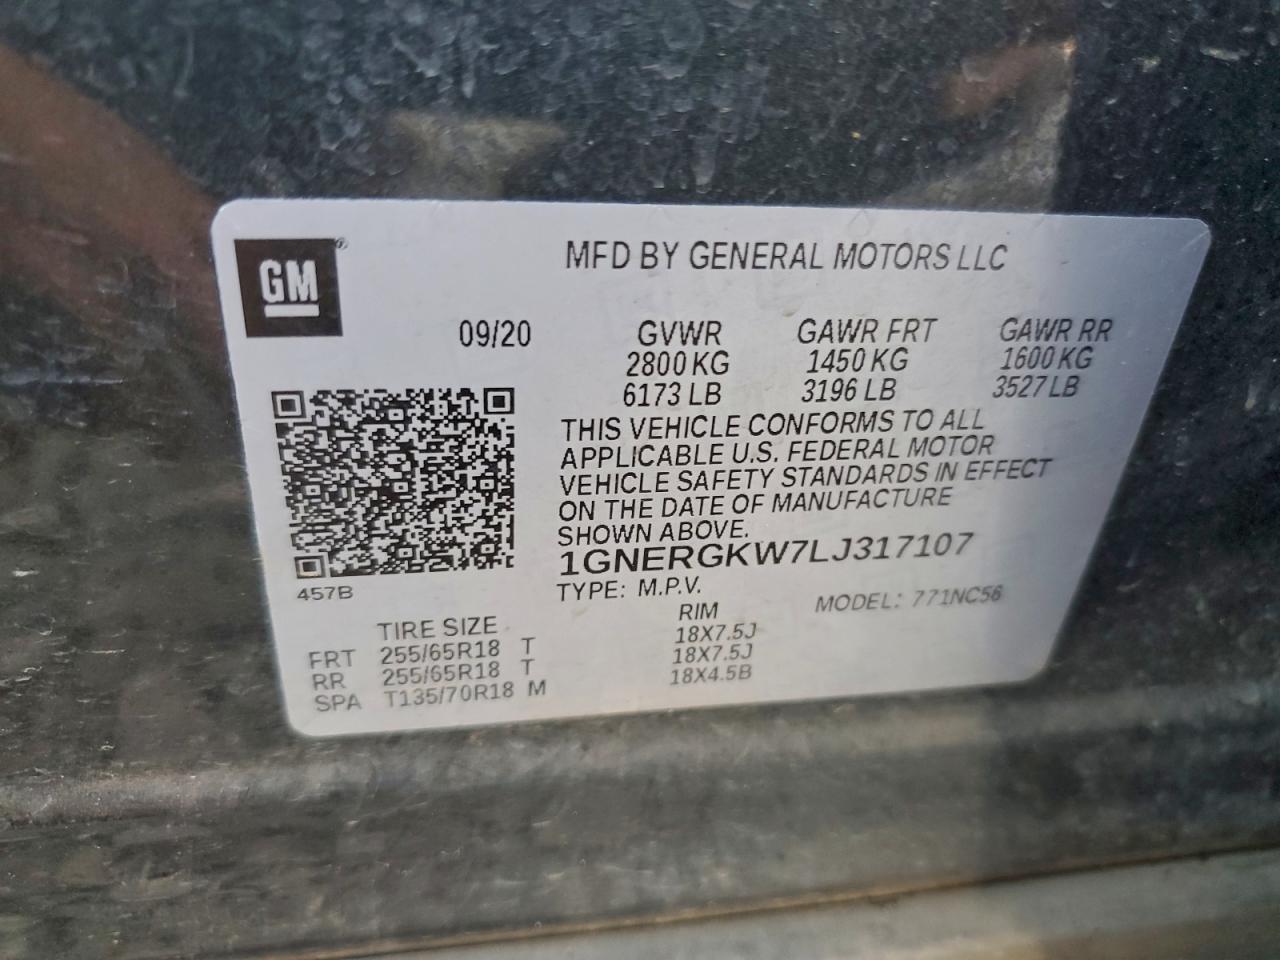 GM®
MFD BY GENERAL MOTORS LLC
09/20 GVWR GAWR FRT GAWR RR
2800 KG 1450 KG 1600 KG
6173 LB 3196 LB 3527 LB
THIS VEHICLE CONFORMS TO ALL
APPLICABLE U.S. FEDERAL MOTOR
VEHICLE SAFETY STANDARDS IN EFFECT
ON THE DATE OF MANUFACTURE
SHOWN ABOVE.
1GNERGKW7LJ317107
457B
TYPE: M.P.V. MODEL: 771NC56
TIRE SIZE RIM
FRT 255/65R18 T 18X7.5J
RR 255/65R18 T 18X7.5J
SPA T135/70R18 M 18X4.5B